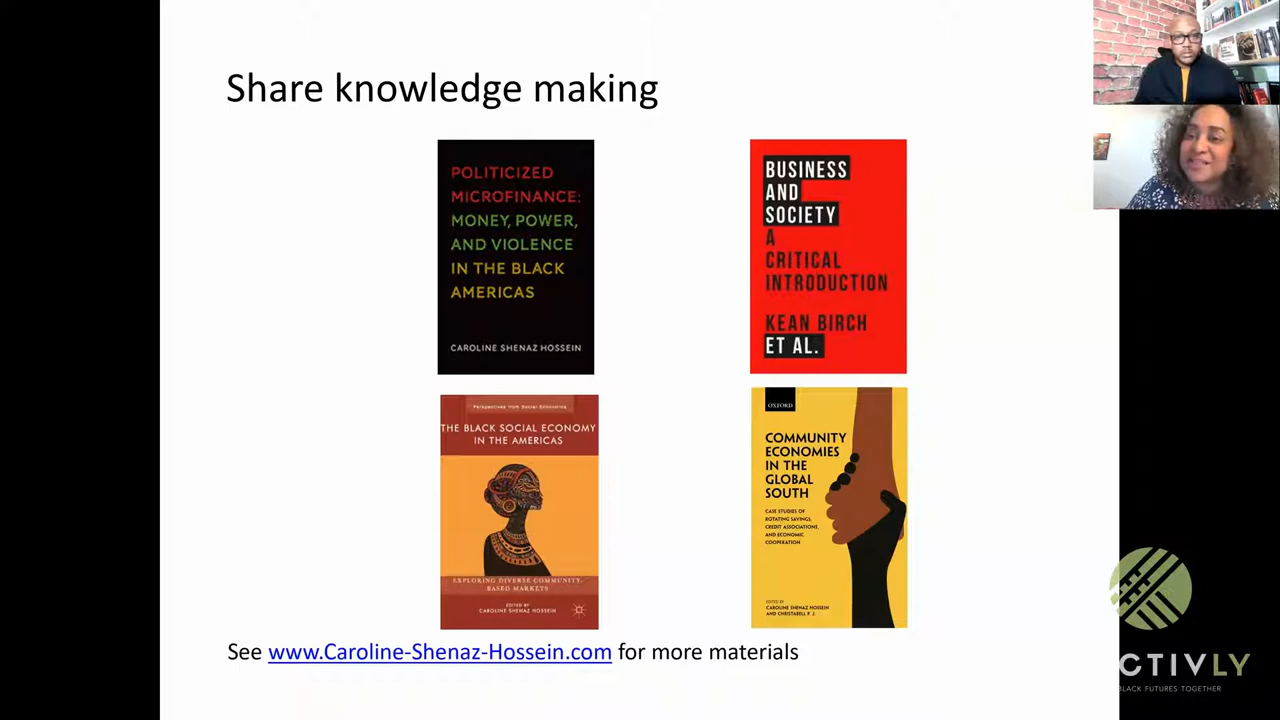 Share knowledge making
POLITICIZED
MICROFINANCE:
MONEY, POWER,
AND VIOLENCE
IN THE BLACK
AMERICAS
CAROLINE SHENAZ HOSSEIN
BUSINESS
AND
SOCIETY
A
CRITICAL
INTRODUCTION
KEAN BIRCH
ET AL.
Perspectives from Social Economics
THE BLACK SOCIAL ECONOMY
IN THE AMERICAS
EXPLORING DIVERSE COMMUNITY-
BASED MARKETS
EDITED BY
CAROLINE SHENAZ HOSSEIN
OXFORD
COMMUNITY
ECONOMIES
IN THE
GLOBAL
SOUTH
CASE STUDIES OF
ROTATING SAVINGS,
CREDIT ASSOCIATIONS,
AND ECONOMIC
COOPERATION
EDITED BY
CAROLINE SHENAZ HOSSEIN
AND CHRISTABELL P. J.
See www.Caroline-Shenaz-Hossein.com for more materials
CTIVLY
BLACK FUTURES TOGETHER